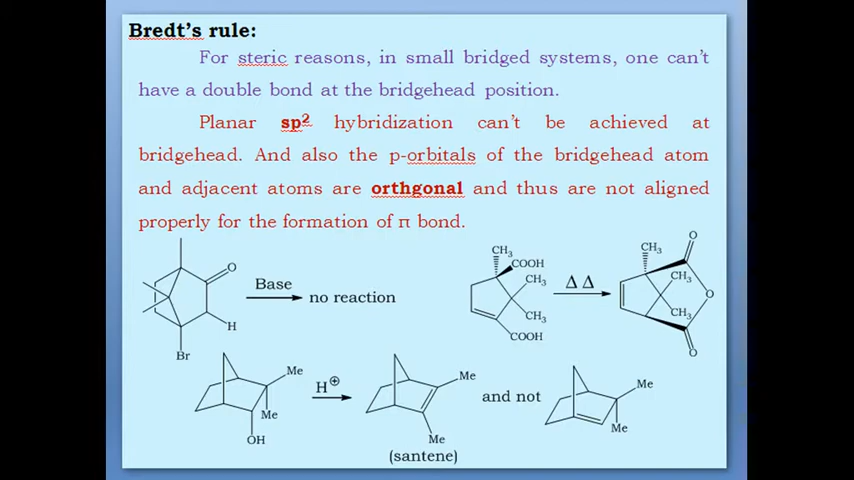 Bredt's rule:
For steric reasons, in small bridged systems, one can't
have a double bond at the bridgehead position.
Planar sp2 hybridization can't be achieved at
bridgehead. And also the p-orbitals of the bridgehead atom
and adjacent atoms are orthgonal and thus are not aligned
properly for the formation of π bond.
O
H
Br
Base
no reaction
CH3
COOH
CH3
CH3
COOH
Δ Δ
CH3
O
CH3
O
CH3
O
Me
Me
OH
H⊕
Me
Me
(santene)
and not
Me
Me